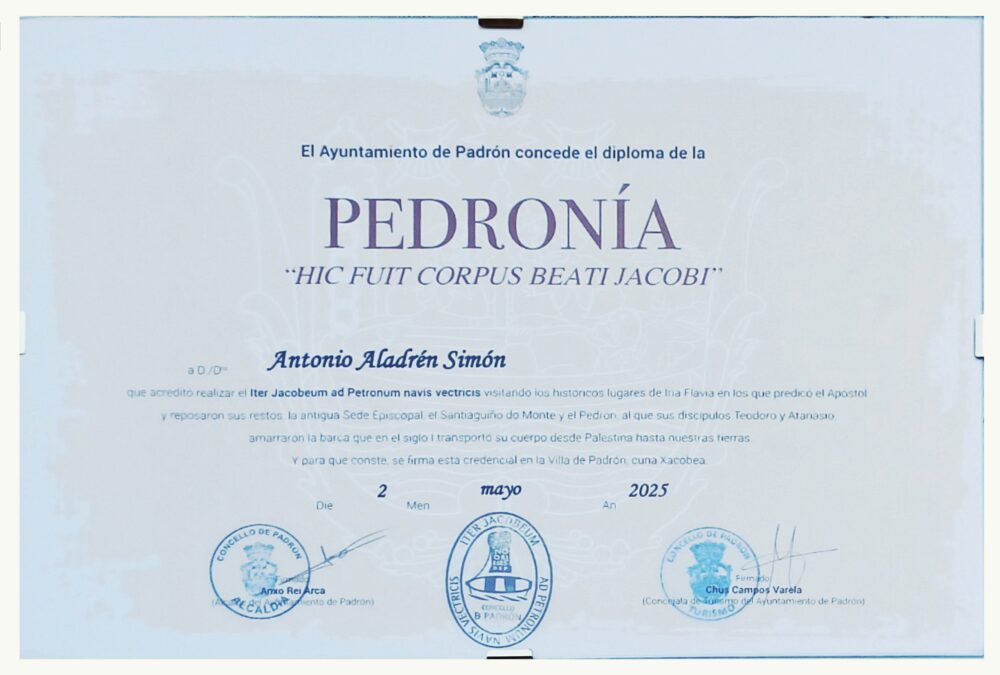 El Ayuntamiento de Padrón concede el diploma de la
PEDRONÍA
“HIC FUIT CORPUS BEATI JACOBI”
a D./Dª Antonio Aladrén Simón
que acreditó realizar el Iter Jacobeum ad Petronum navis vectricis visitando los históricos lugares de Iria Flavia en los que predicó el Apóstol
y reposaron sus restos: la antigua Sede Episcopal, el Santiaguiño do Monte y el Pedrón, al que sus discípulos Teodoro y Atanasio
amarraron la barca que en el siglo I transportó su cuerpo desde Palestina hasta nuestras tierras.
Y para que conste, se firma esta credencial en la Villa de Padrón, cuna Xacobea.
Die 2 Men mayo An 2025
CONCELLO DE PADRÓN
ALCALDÍA
Firmado
Anxo Rei Arca
(Alcalde del Ayuntamiento de Padrón)
ITER JACOBEUM
AD PETRONUM NAVIS VECTRICIS
CONCELLO
PADRÓN
CONCELLO DE PADRÓN
TURISMO
Firmado
Chus Campos Varela
(Concejala de Turismo del Ayuntamiento de Padrón)